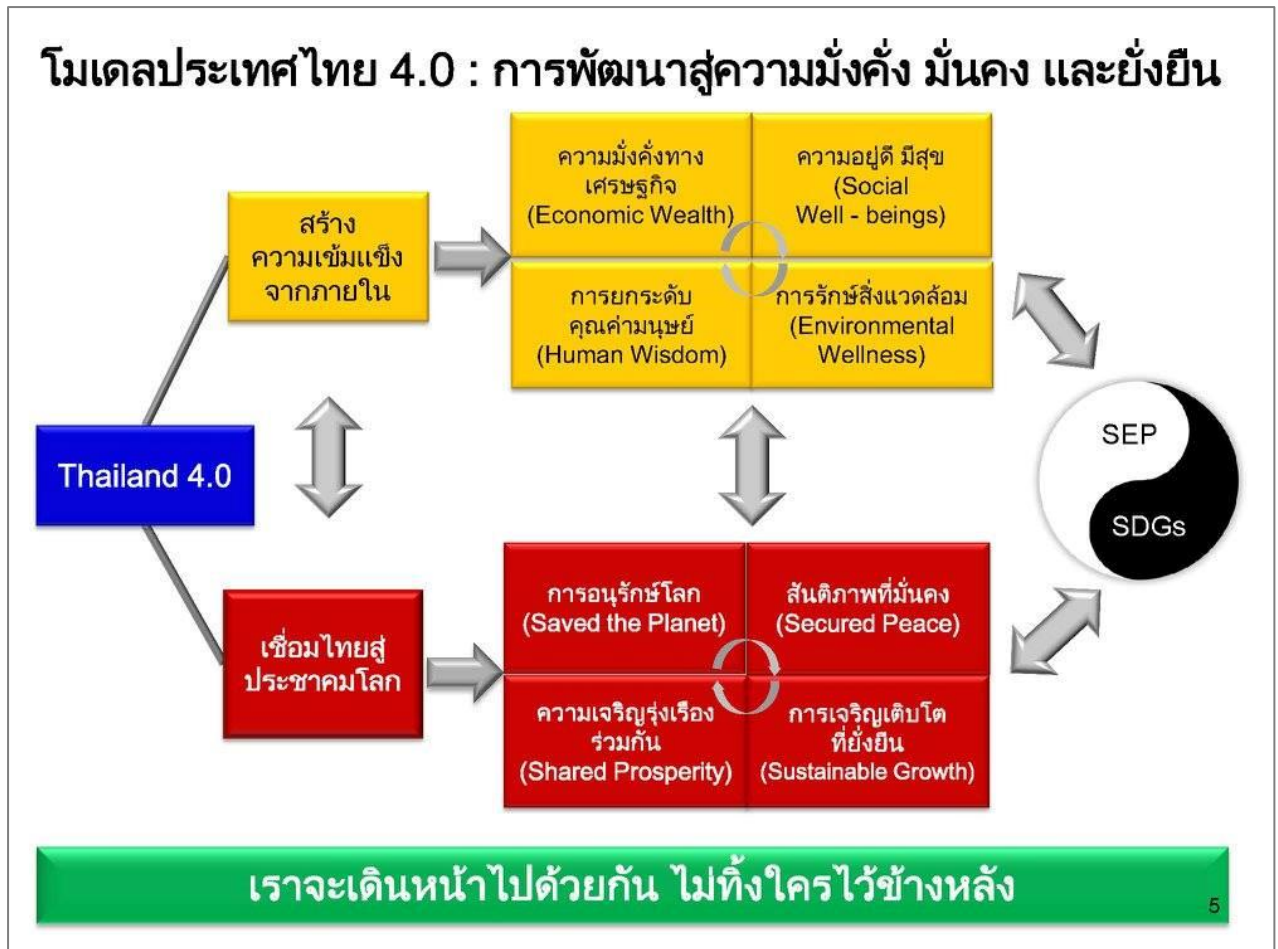 โมเดลประเทศไทย 4.0 : การพัฒนาสู่ความมั่งคั่ง มั่นคง และยั่งยืน
ความมั่งคั่งทาง
เศรษฐกิจ
(Economic Wealth)
ความอยู่ดี มีสุข
(Social
Well - beings)
สร้าง
ความเข้มแข็ง
จากภายใน
การยกระดับ
คุณค่ามนุษย์
(Human Wisdom)
การรักษ์สิ่งแวดล้อม
(Environmental
Wellness)
Thailand 4.0
SEP
SDGs
เชื่อมไทยสู่
ประชาคมโลก
การอนุรักษ์โลก
(Saved the Planet)
สันติภาพที่มั่นคง
(Secured Peace)
ความเจริญรุ่งเรือง
ร่วมกัน
(Shared Prosperity)
การเจริญเติบโต
ที่ยั่งยืน
(Sustainable Growth)
เราจะเดินหน้าไปด้วยกัน ไม่ทิ้งใครไว้ข้างหลัง
5